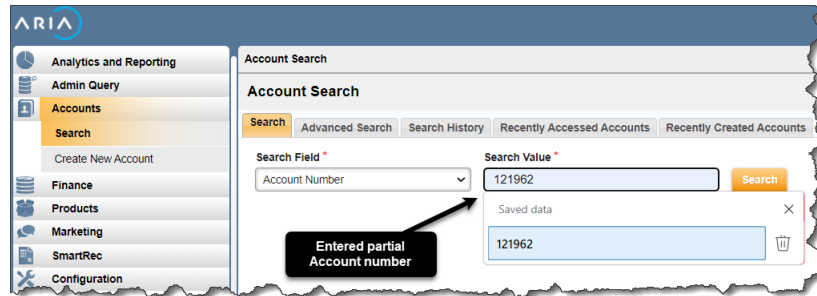 ARIA
Analytics and Reporting
Admin Query
Accounts
Search
Create New Account
Finance
Products
Marketing
SmartRec
Configuration
Account Search
Account Search
Search
Advanced Search
Search History
Recently Accessed Accounts
Recently Created Accounts
Search Field *
Search Value *
Account Number
121962
Search
Saved data
121962
Entered partial
Account number